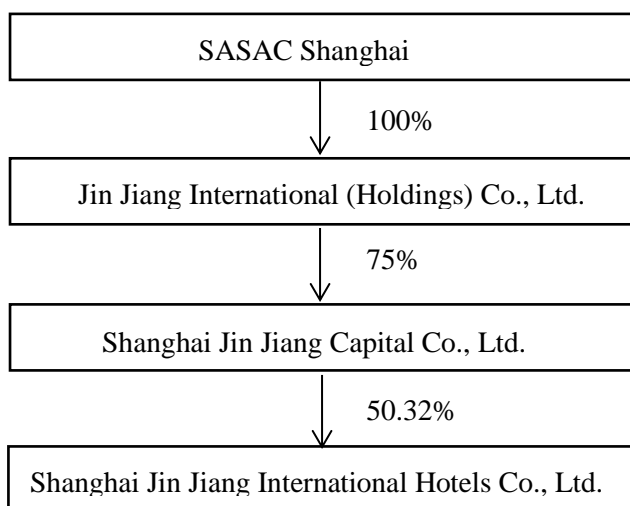 SASAC Shanghai
100%
Jin Jiang International (Holdings) Co., Ltd.
75%
Shanghai Jin Jiang Capital Co., Ltd.
50.32%
Shanghai Jin Jiang International Hotels Co., Ltd.